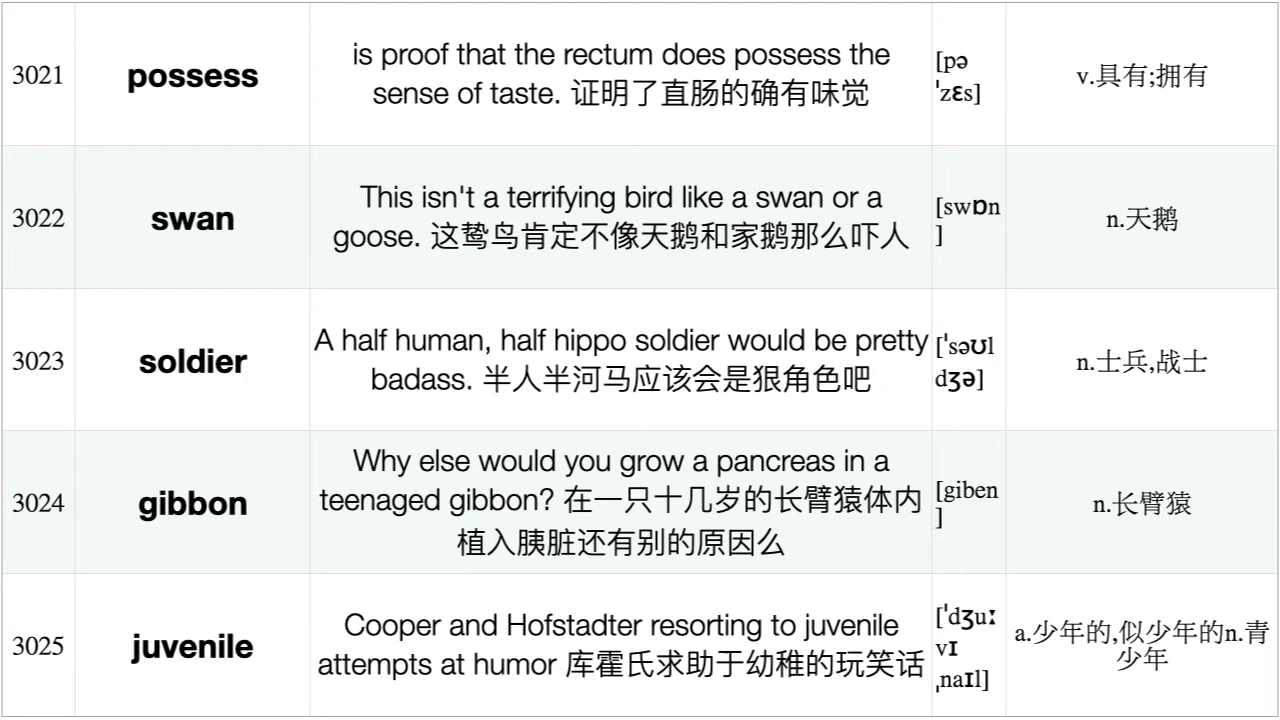 3021
possess
is proof that the rectum does possess the
sense of taste. 证明了直肠的确有味觉
[pə
ˈzɛs]
v.具有;拥有
3022
swan
This isn't a terrifying bird like a swan or a
goose. 这鸷鸟肯定不像天鹅和家鹅那么吓人
[swɒn
]
n.天鹅
3023
soldier
A half human, half hippo soldier would be pretty
badass. 半人半河马应该会是狠角色吧
[ˈsəʊl
dʒə]
n.士兵,战士
3024
gibbon
Why else would you grow a pancreas in a
teenaged gibbon? 在一只十几岁的长臂猿体内
植入胰脏还有别的原因么
[giben
]
n.长臂猿
3025
juvenile
Cooper and Hofstadter resorting to juvenile
attempts at humor 库霍氏求助于幼稚的玩笑话
[ˈdʒuː
vɪ
ˌnaɪl]
a.少年的,似少年的n.青
少年